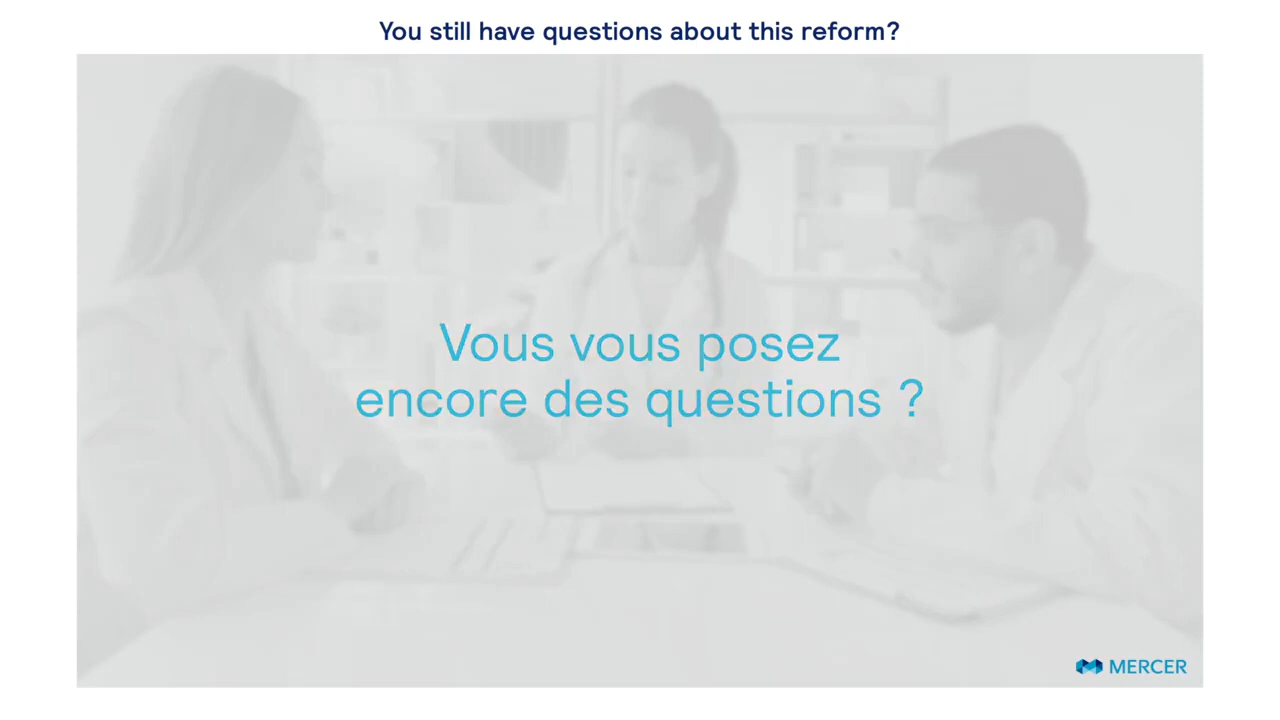 You still have questions about this reform?
Vous vous posez
encore des questions ?
MERCER